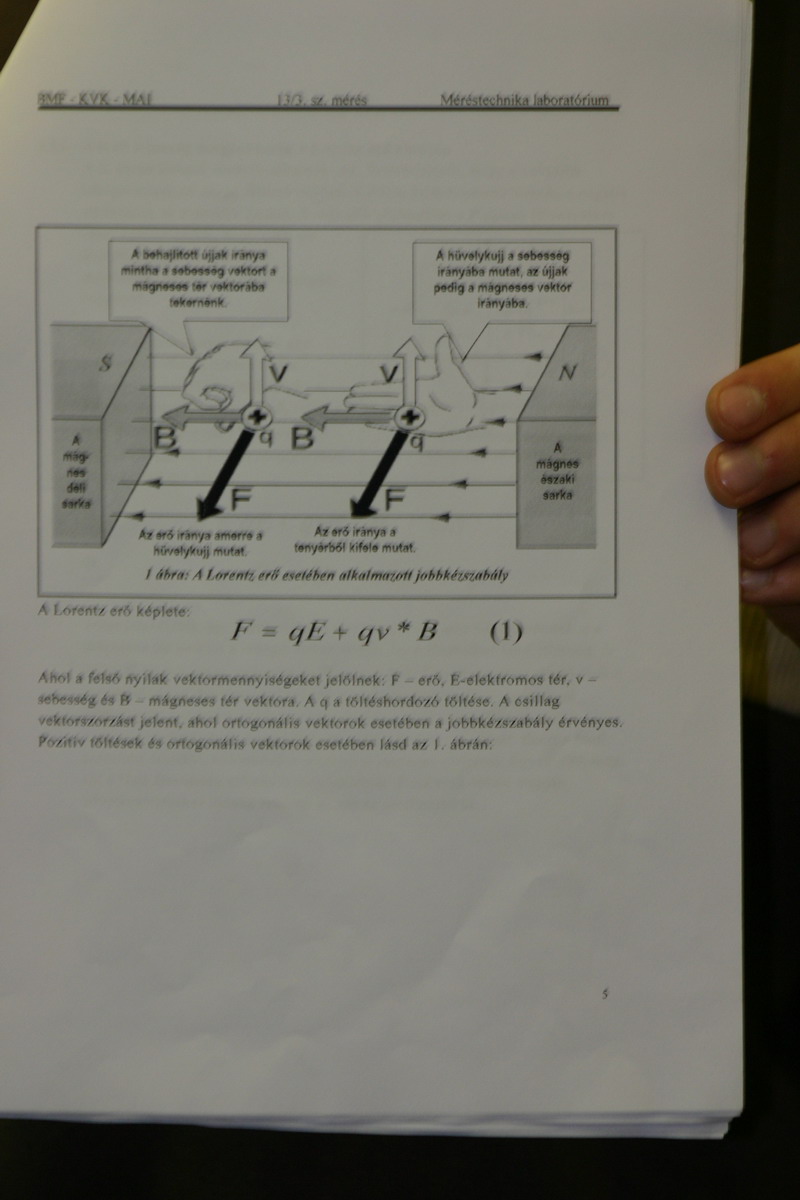 BMF - KVK - MAI 13/3. sz. mérés Méréstechnika laboratórium
A behajlított újjak iránya
mintha a sebesség vektort a
mágneses tér vektorába
tekernénk.
A hüvelykujj a sebesség
irányába mutat, az újjak
pedig a mágneses vektor
irányába.
S
N
V
V
B
q
B
q
F
F
A
mág-
nes
déli
sarka
A
mágnes
északi
sarka
Az erő iránya amerre a
hüvelykujj mutat.
Az erő iránya a
tenyérből kifele mutat.
1 ábra: A Lorentz erő esetében alkalmazott jobbkézszabály
A Lorentz erő képlete:
F = qE + qv * B (1)
Ahol a felső nyilak vektormennyiségeket jelölnek: F – erő, E-elektromos tér, v –
sebesség és B – mágneses tér vektora. A q a töltéshordozó töltése. A csillag
vektorszorzást jelent, ahol ortogonális vektorok esetében a jobbkézszabály érvényes.
Pozitív töltések és ortogonális vektorok esetében lásd az 1. ábrán:
5